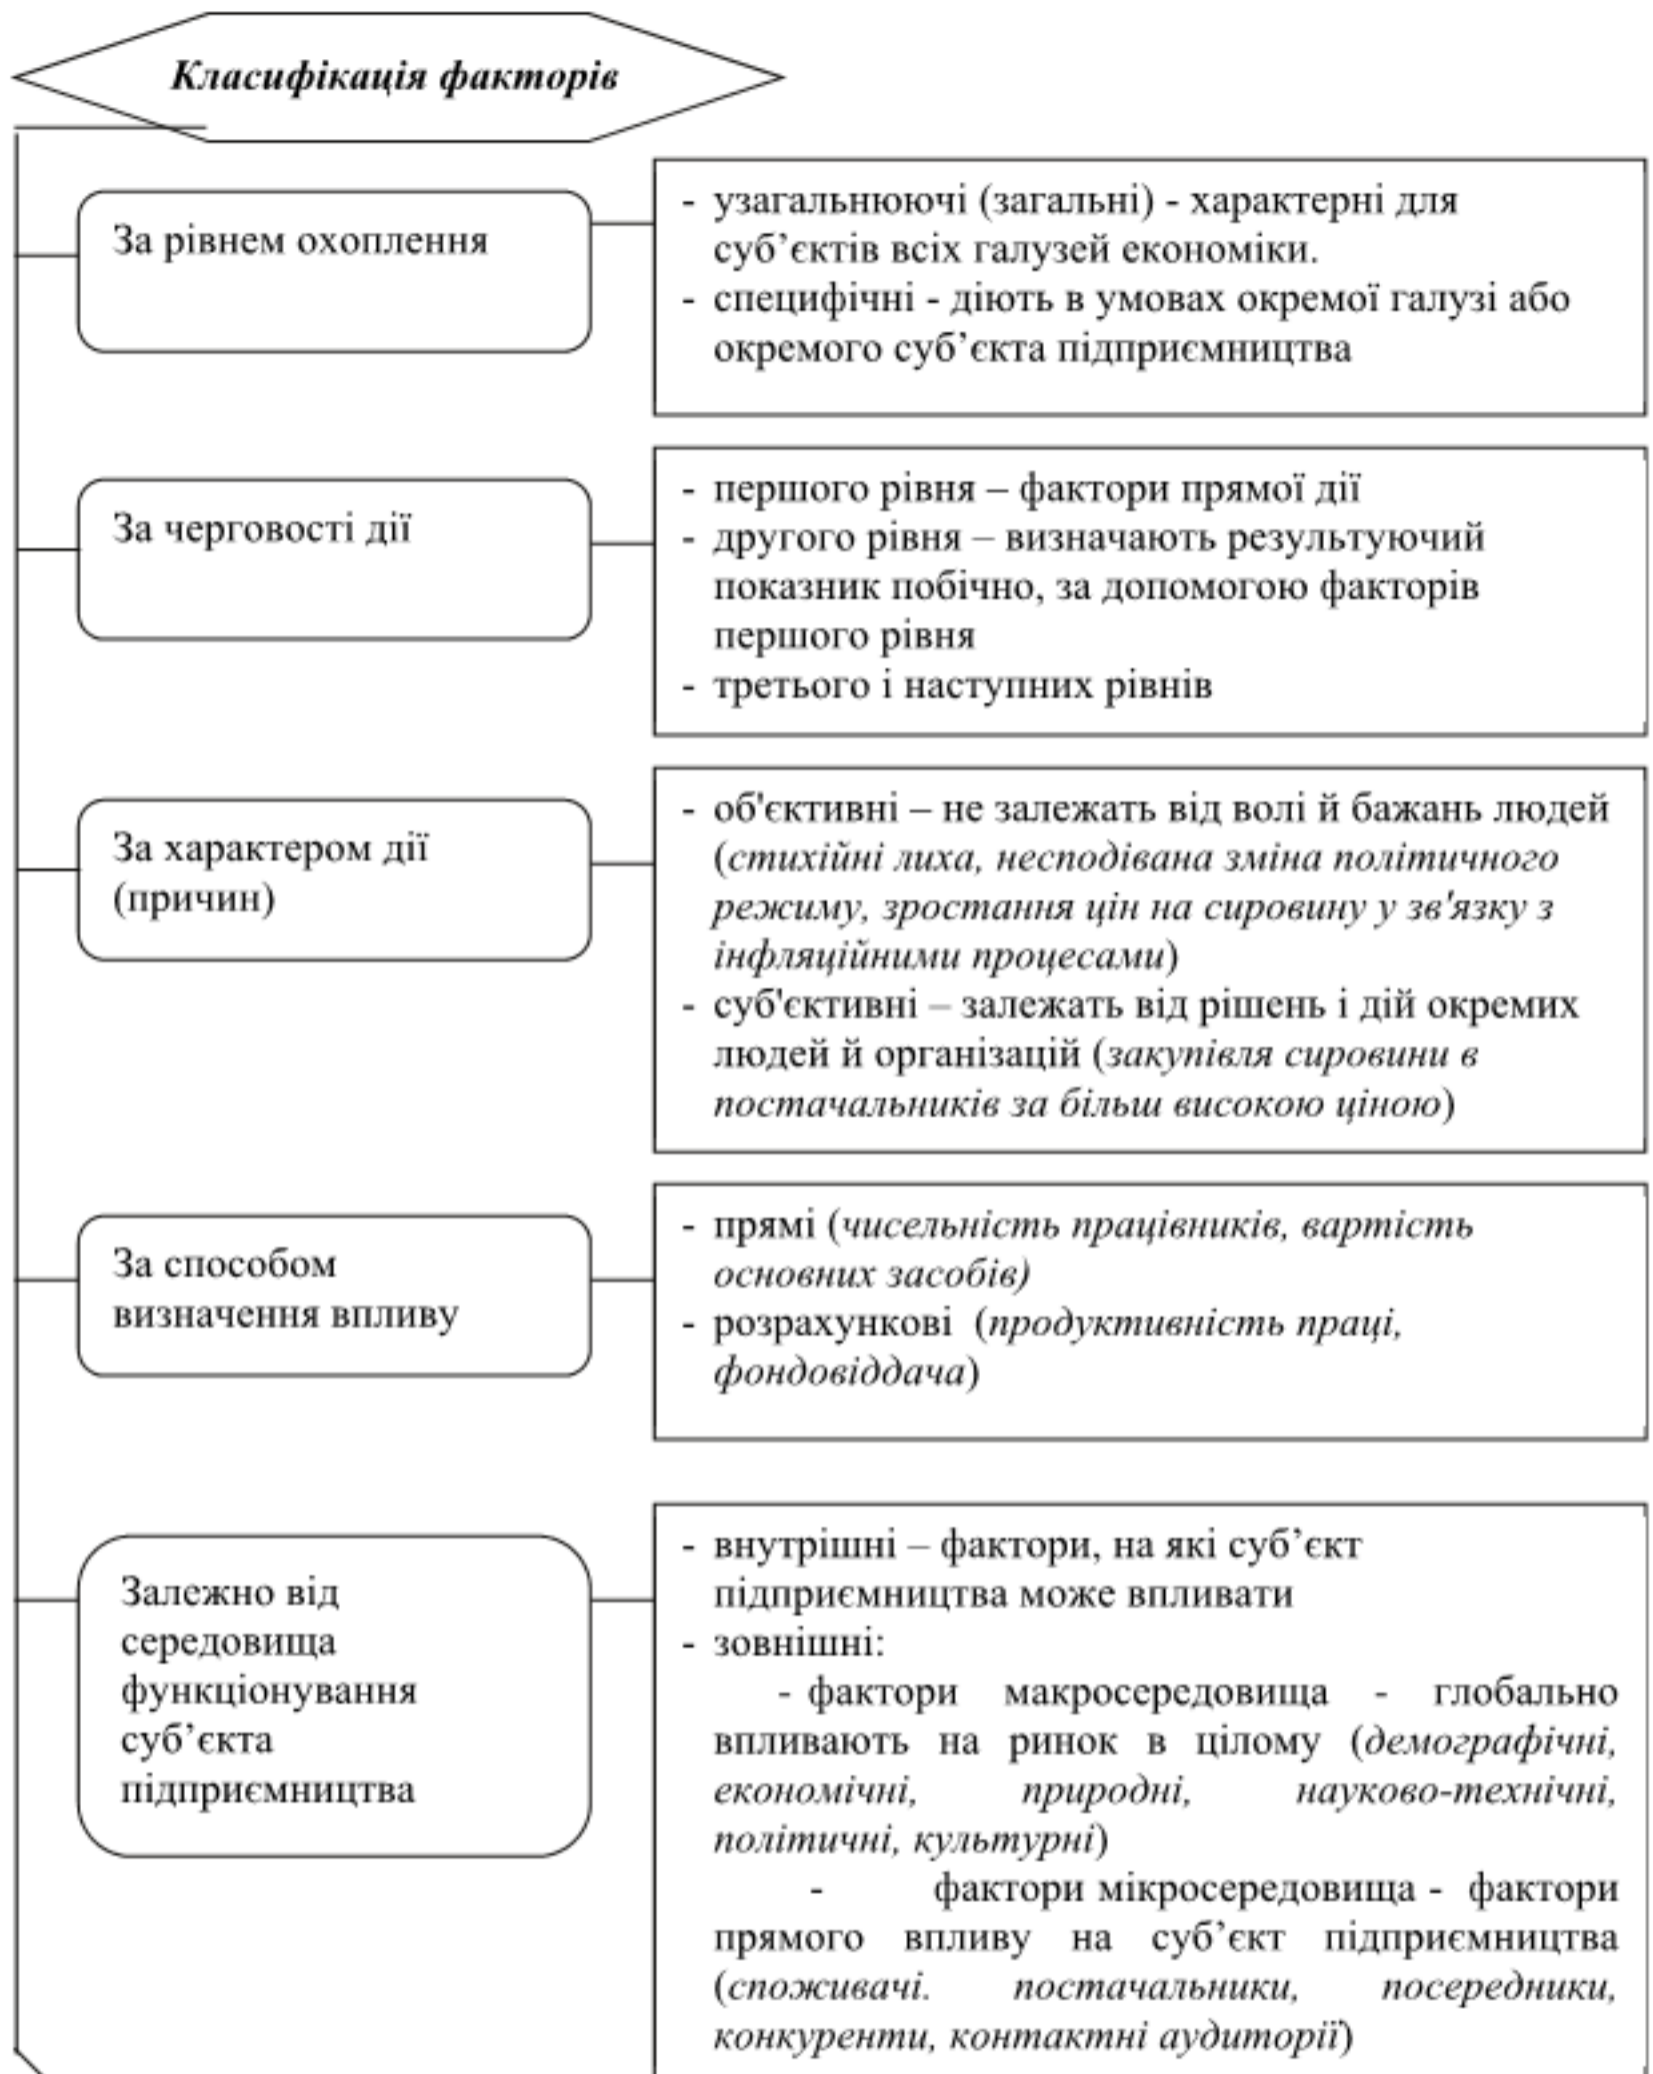 Класифікація факторів
За рівнем охоплення
- узагальнюючі (загальні) - характерні для
суб’єктів всіх галузей економіки.
- специфічні - діють в умовах окремої галузі або
окремого суб’єкта підприємництва
За черговості дії
- першого рівня – фактори прямої дії
- другого рівня – визначають результуючий
показник побічно, за допомогою факторів
першого рівня
- третього і наступних рівнів
За характером дії
(причин)
- об'єктивні – не залежать від волі й бажань людей
(стихійні лиха, несподівана зміна політичного
режиму, зростання цін на сировину у зв'язку з
інфляційними процесами)
- суб'єктивні – залежать від рішень і дій окремих
людей й організацій (закупівля сировини в
постачальників за більш високою ціною)
За способом
визначення впливу
- прямі (чисельність працівників, вартість
основних засобів)
- розрахункові (продуктивність праці,
фондовіддача)
Залежно від
середовища
функціонування
суб’єкта
підприємництва
- внутрішні – фактори, на які суб’єкт
підприємництва може впливати
- зовнішні:
- фактори макросередовища - глобально
впливають на ринок в цілому (демографічні,
економічні, природні, науково-технічні,
політичні, культурні)
- фактори мікросередовища - фактори
прямого впливу на суб’єкт підприємництва
(споживачі. постачальники, посередники,
конкуренти, контактні аудиторії)